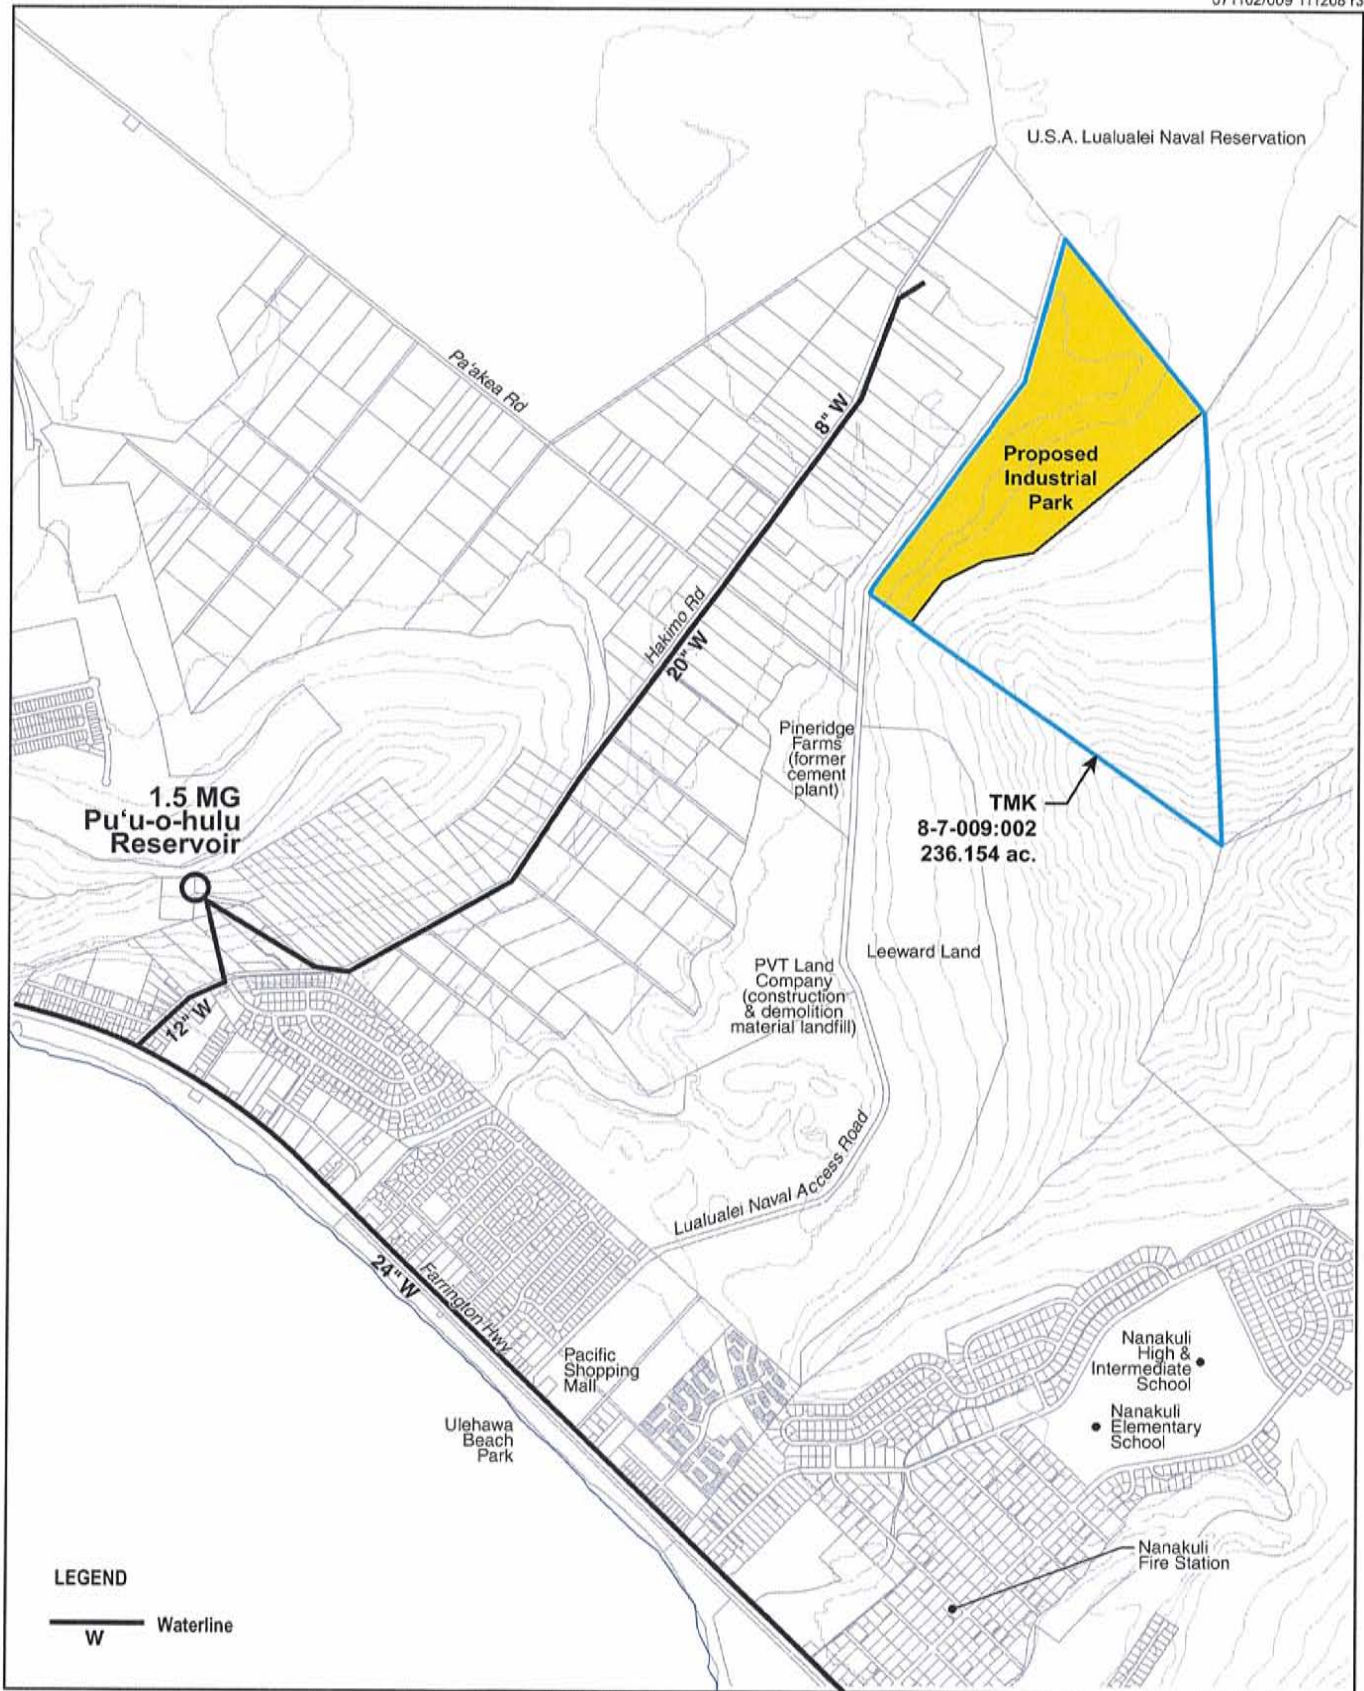 U.S.A. Lualualei Naval Reservation
Pa‘akea Rd
8" W
Proposed
Industrial
Park
Hakimo Rd
20" W
Pineridge
Farms
(former
cement
plant)
TMK
8-7-009:002
236.154 ac.
1.5 MG
Pu‘u-o-hulu
Reservoir
Leeward Land
PVT Land
Company
(construction
& demolition
material landfill)
12" W
Lualualei Naval Access Road
24" W
Farrington Hwy
Pacific
Shopping
Mall
Ulehawa
Beach
Park
Nanakuli
High &
Intermediate
School
Nanakuli
Elementary
School
Nanakuli
Fire Station
LEGEND
W
Waterline